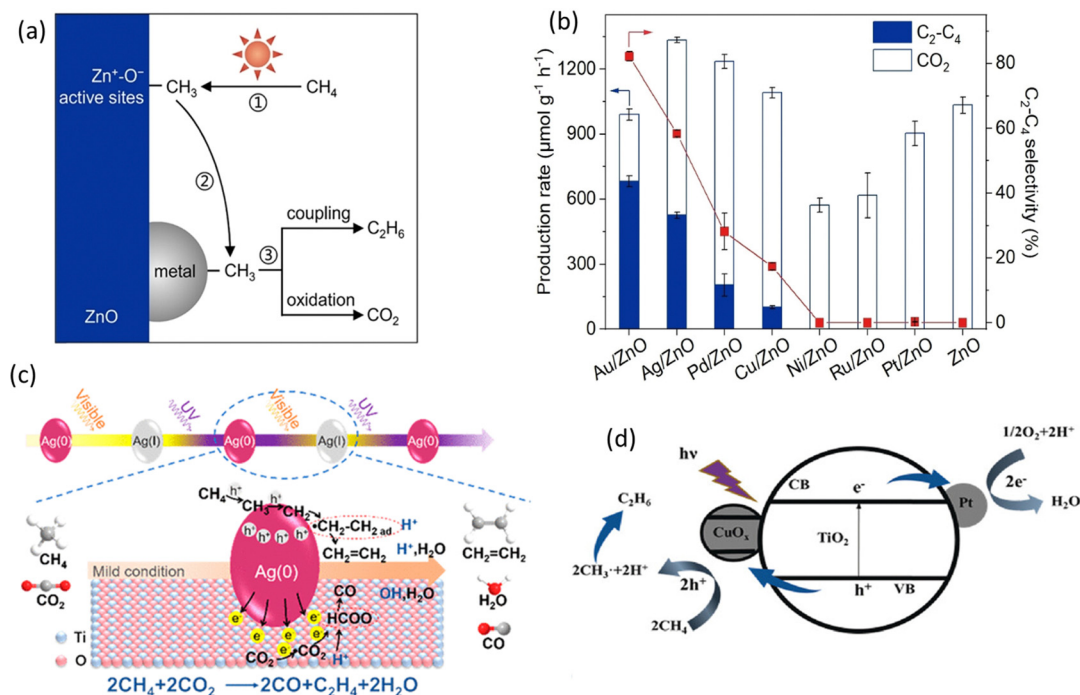 (a)
Zn⁺-O⁻
active sites
CH₃
①
CH₄
②
coupling
C₂H₆
metal
CH₃
③
oxidation
CO₂
ZnO
(b)
Production rate (μmol g⁻¹ h⁻¹)
1200
900
600
300
0
C₂-C₄
CO₂
80
60
40
20
0
C₂-C₄ selectivity (%)
Au/ZnO
Ag/ZnO
Pd/ZnO
Cu/ZnO
Ni/ZnO
Ru/ZnO
Pt/ZnO
ZnO
(c)
Visible
UV
Visible
UV
Ag(0)
Ag(I)
Ag(0)
Ag(I)
Ag(0)
CH₄
h⁺
CH₃
h⁺
CH₂
h⁺ h⁺ h⁺
h⁺ h⁺
CH₂-CH₂ ad
H⁺
CH₂=CH₂
H⁺,H₂O
CH₄
CH₂=CH₂
Mild condition
Ag(0)
CO₂
CO
OH,H₂O
H₂O
e⁻
e⁻
e⁻
e⁻
e⁻
e⁻
HCOO
CO₂
CO₂
H⁺
CO
Ti
O
2CH₄+2CO₂ → 2CO+C₂H₄+2H₂O
(d)
hν
CB
e⁻
1/2O₂+2H⁺
2e⁻
Pt
H₂O
C₂H₆
CuOₓ
TiO₂
2CH₃·+2H⁺
2h⁺
h⁺
VB
2CH₄